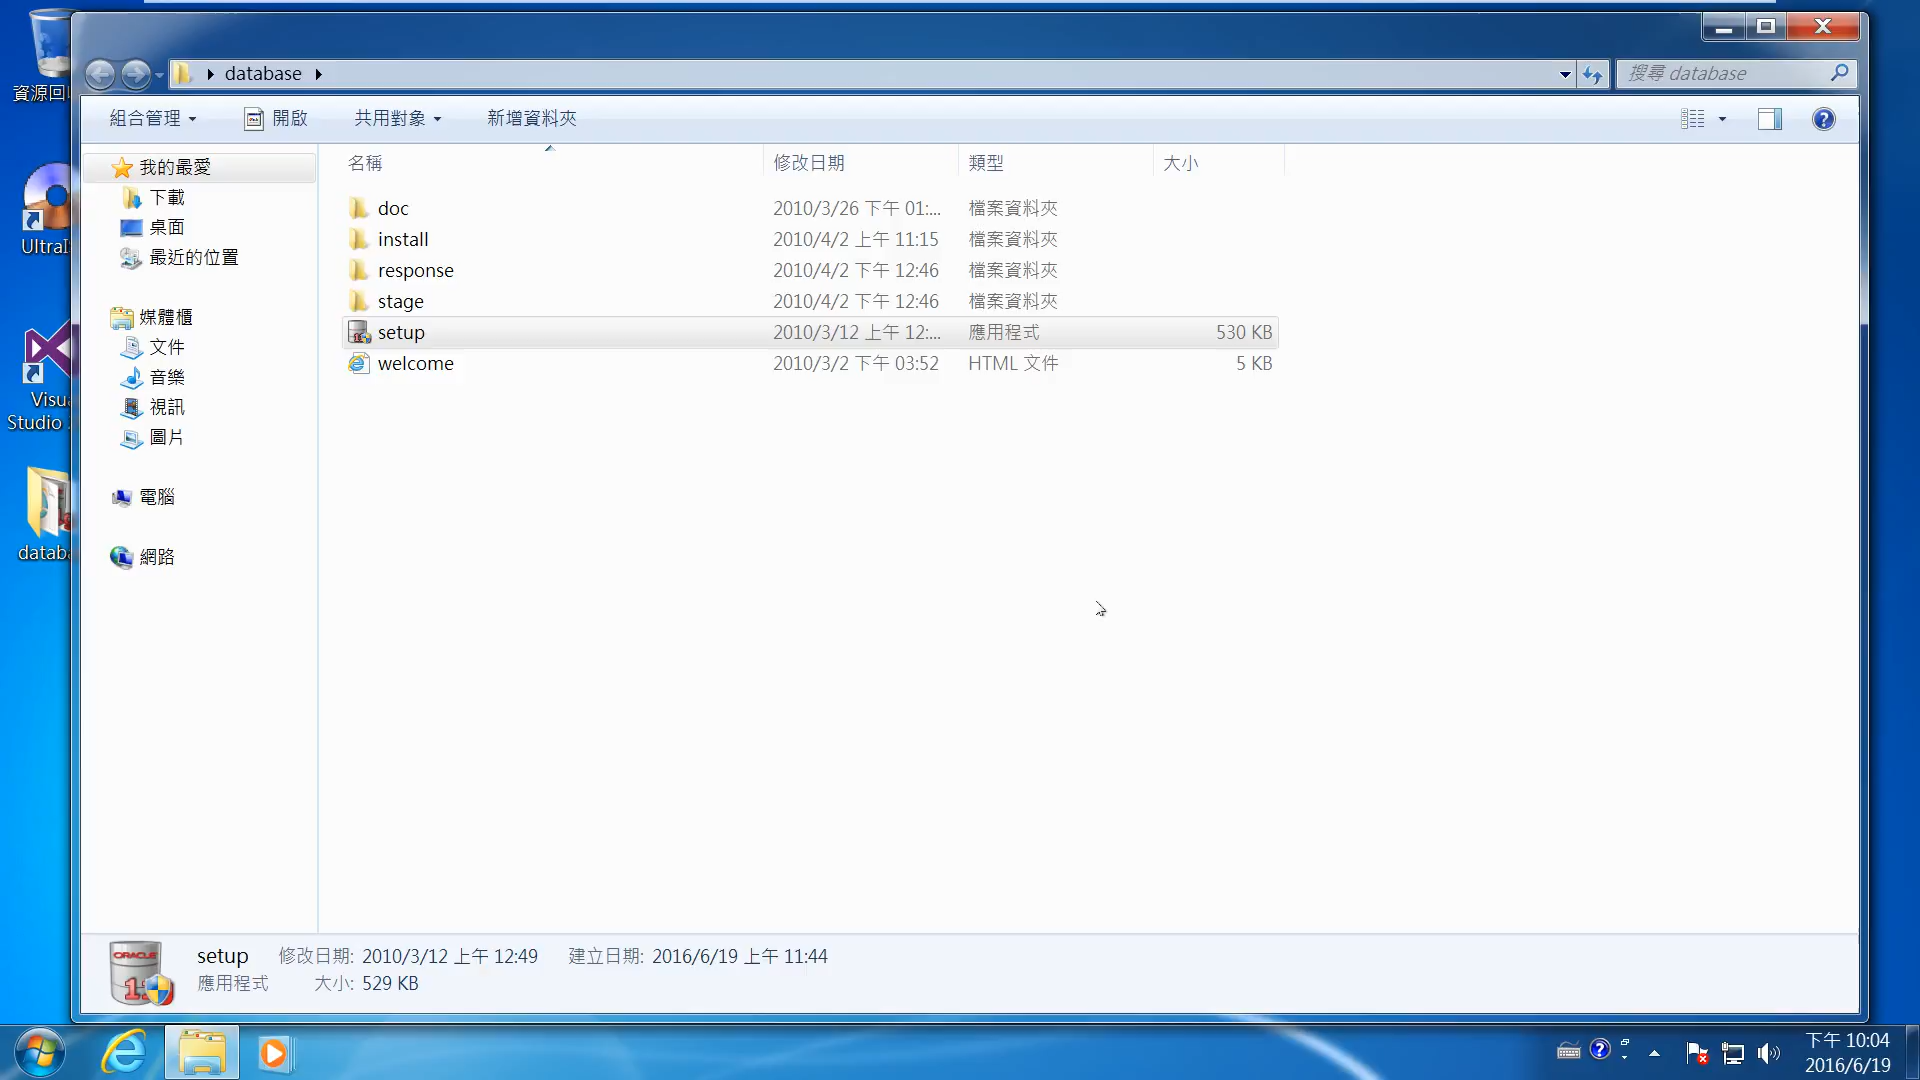 資源回
UltraI
Visu
Studio
datab
database
搜尋 database
組合管理 開啟 共用對象 新增資料夾
名稱 修改日期 類型 大小
我的最愛
下載
桌面
最近的位置
媒體櫃
文件
音樂
視訊
圖片
電腦
網路
doc 2010/3/26 下午 01:... 檔案資料夾
install 2010/4/2 上午 11:15 檔案資料夾
response 2010/4/2 下午 12:46 檔案資料夾
stage 2010/4/2 下午 12:46 檔案資料夾
setup 2010/3/12 上午 12:... 應用程式 530 KB
welcome 2010/3/2 下午 03:52 HTML 文件 5 KB
ORACLE
setup 修改日期: 2010/3/12 上午 12:49 建立日期: 2016/6/19 上午 11:44
應用程式 大小: 529 KB
下午 10:04
2016/6/19